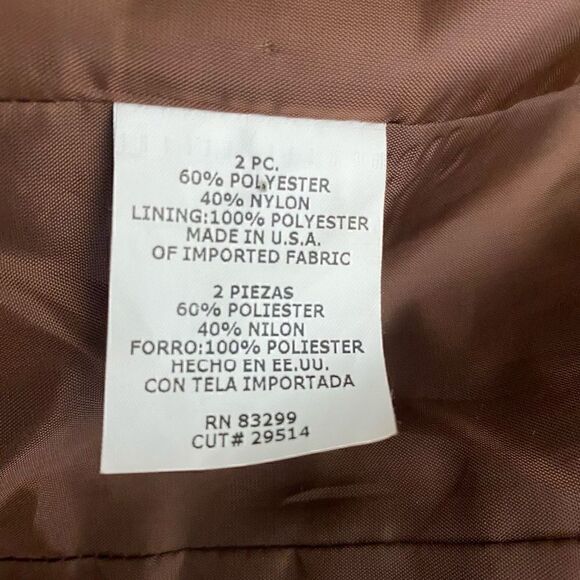 2 PC.
60% POLYESTER
40% NYLON
LINING:100% POLYESTER
MADE IN U.S.A.
OF IMPORTED FABRIC
2 PIEZAS
60% POLIESTER
40% NILON
FORRO:100% POLIESTER
HECHO EN EE.UU.
CON TELA IMPORTADA
RN 83299
CUT# 29514